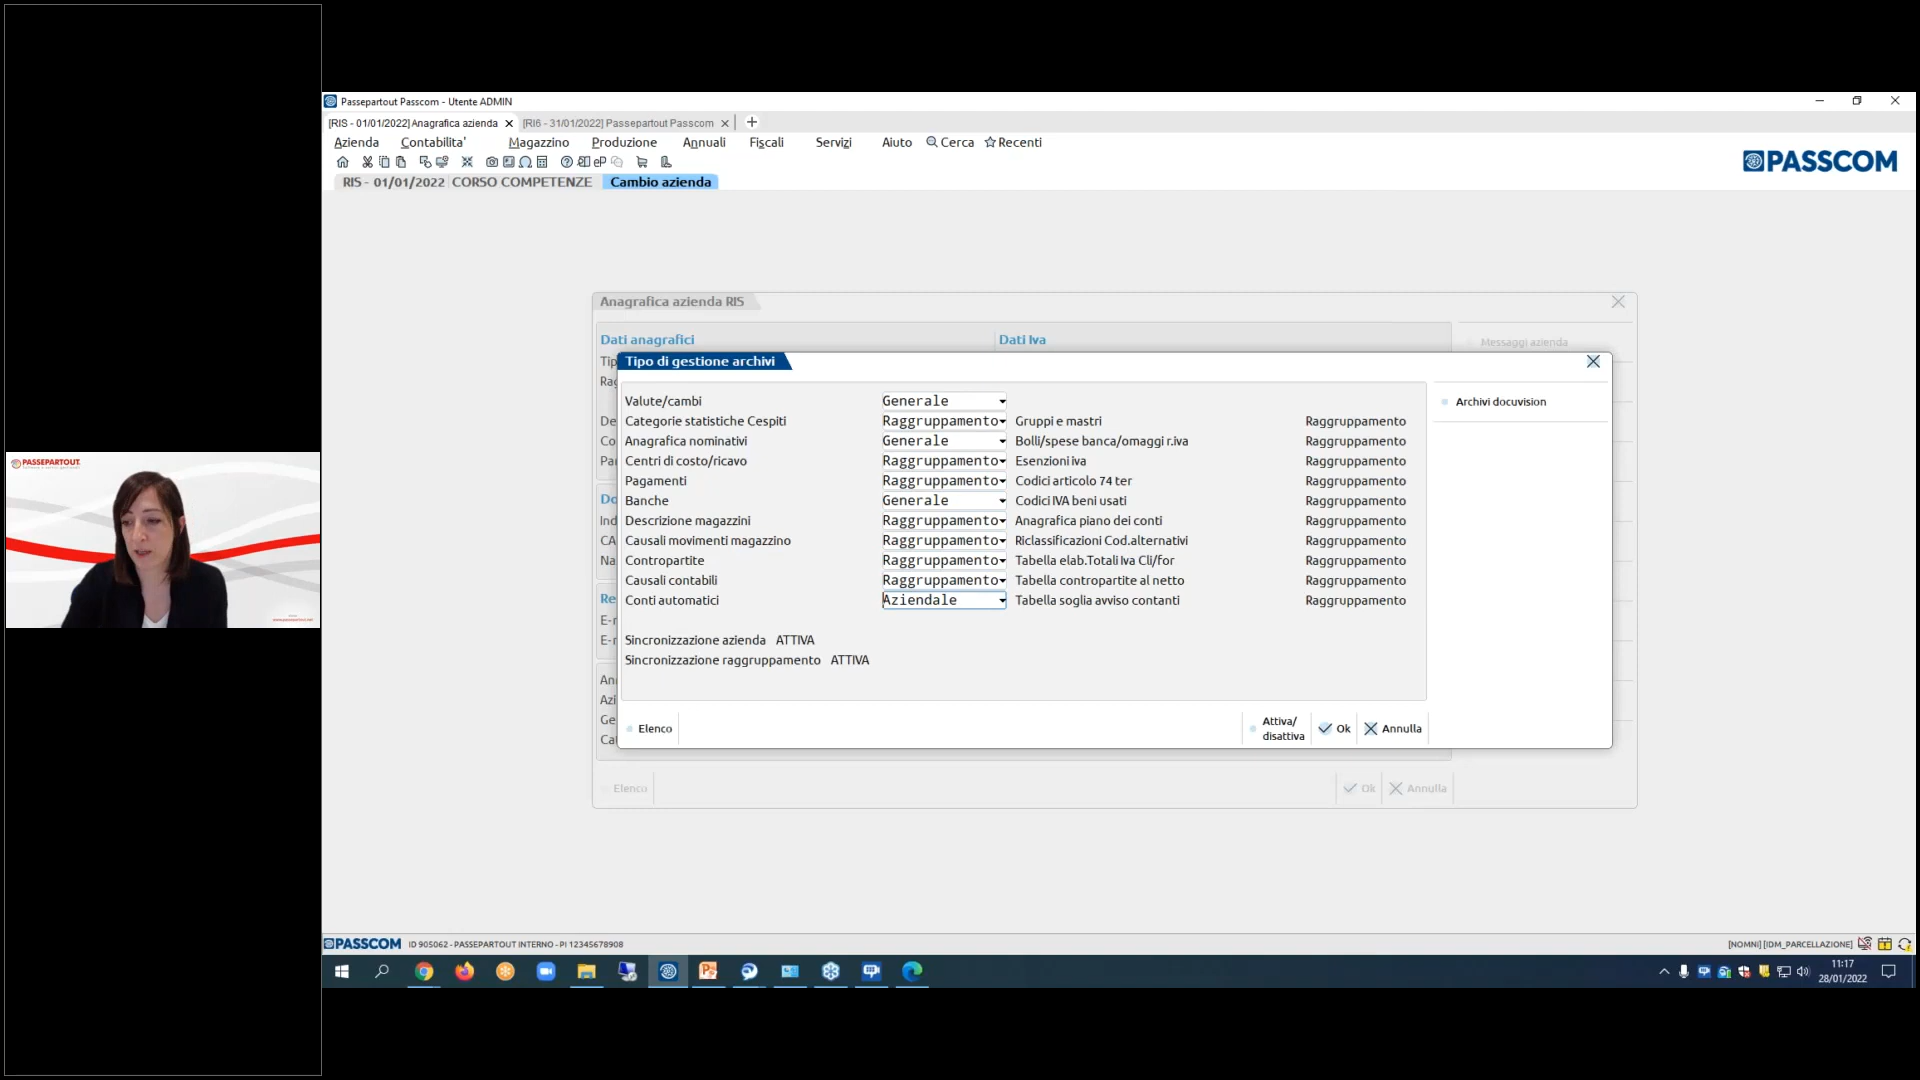 Passepartout Passcom - Utente ADMIN
[RIS - 01/01/2022] Anagrafica azienda [RI6 - 31/01/2022] Passepartout Passcom
Azienda Contabilita' Magazzino Produzione Annuali Fiscali Servizi Aiuto Cerca Recenti
PASSCOM
RIS - 01/01/2022 CORSO COMPETENZE Cambio azienda
Anagrafica azienda RIS
Dati anagrafici Dati Iva
Messaggi azienda
Tipo di gestione archivi
Valute/cambi Generale
Archivi docuvision
Categorie statistiche Cespiti Raggruppamento Gruppi e mastri Raggruppamento
Anagrafica nominativi Generale Bolli/spese banca/omaggi r.iva Raggruppamento
Centri di costo/ricavo Raggruppamento Esenzioni iva Raggruppamento
Pagamenti Raggruppamento Codici articolo 74 ter Raggruppamento
Banche Generale Codici IVA beni usati Raggruppamento
Descrizione magazzini Raggruppamento Anagrafica piano dei conti Raggruppamento
Causali movimenti magazzino Raggruppamento Riclassificazioni Cod.alternativi Raggruppamento
Contropartite Raggruppamento Tabella elab.Totali Iva Cli/for Raggruppamento
Causali contabili Raggruppamento Tabella contropartite al netto Raggruppamento
Conti automatici Aziendale Tabella soglia avviso contanti Raggruppamento
Sincronizzazione azienda ATTIVA
Sincronizzazione raggruppamento ATTIVA
Elenco Attiva/ disattiva Ok Annulla
Elenco Ok Annulla
PASSEPARTOUT
PASSCOM ID 905062 - PASSEPARTOUT INTERNO - PI 12345678908 [NOMNI] [IDM_PARCELLAZIONE]
11:17
28/01/2022